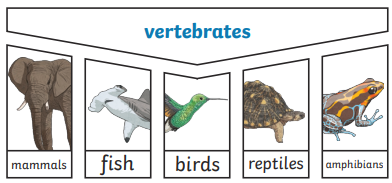 vertebrates
mammals
fish
birds
reptiles
amphibians